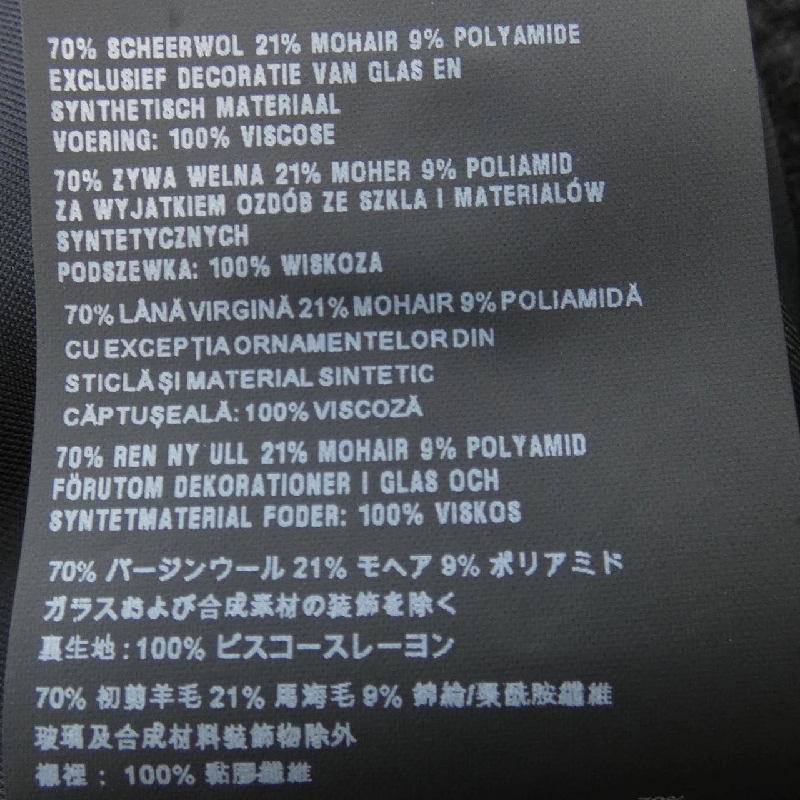 70% SCHEERWOL 21% MOHAIR 9% POLYAMIDE
EXCLUSIEF DECORATIE VAN GLAS EN
SYNTHETISCH MATERIAAL
VOERING: 100% VISCOSE
70% ZYWA WELNA 21% MOHER 9% POLIAMID
ZA WYJATKIEM OZDÓB ZE SZKLA I MATERIALÓW
SYNTETYCZNYCH
PODSZEWKA: 100% WISKOZA
70% LÂNĂ VIRGINĂ 21% MOHAIR 9% POLIAMIDĂ
CU EXCEPȚIA ORNAMENTELOR DIN
STICLĂ ȘI MATERIAL SINTETIC
CĂPTUȘEALĂ: 100% VISCOZĂ
70% REN NY ULL 21% MOHAIR 9% POLYAMID
FÖRUTOM DEKORATIONER I GLAS OCH
SYNTETMATERIAL FODER: 100% VISKOS
70% バージンウール 21% モヘア 9% ポリアミド
ガラスおよび合成素材の装飾を除く
裏生地:100% ビスコースレーヨン
70% 初剪羊毛 21% 馬海毛 9% 錦綸/聚酰胺纖維
玻璃及合成材料装飾物除外
襯裡: 100% 黏膠纖維